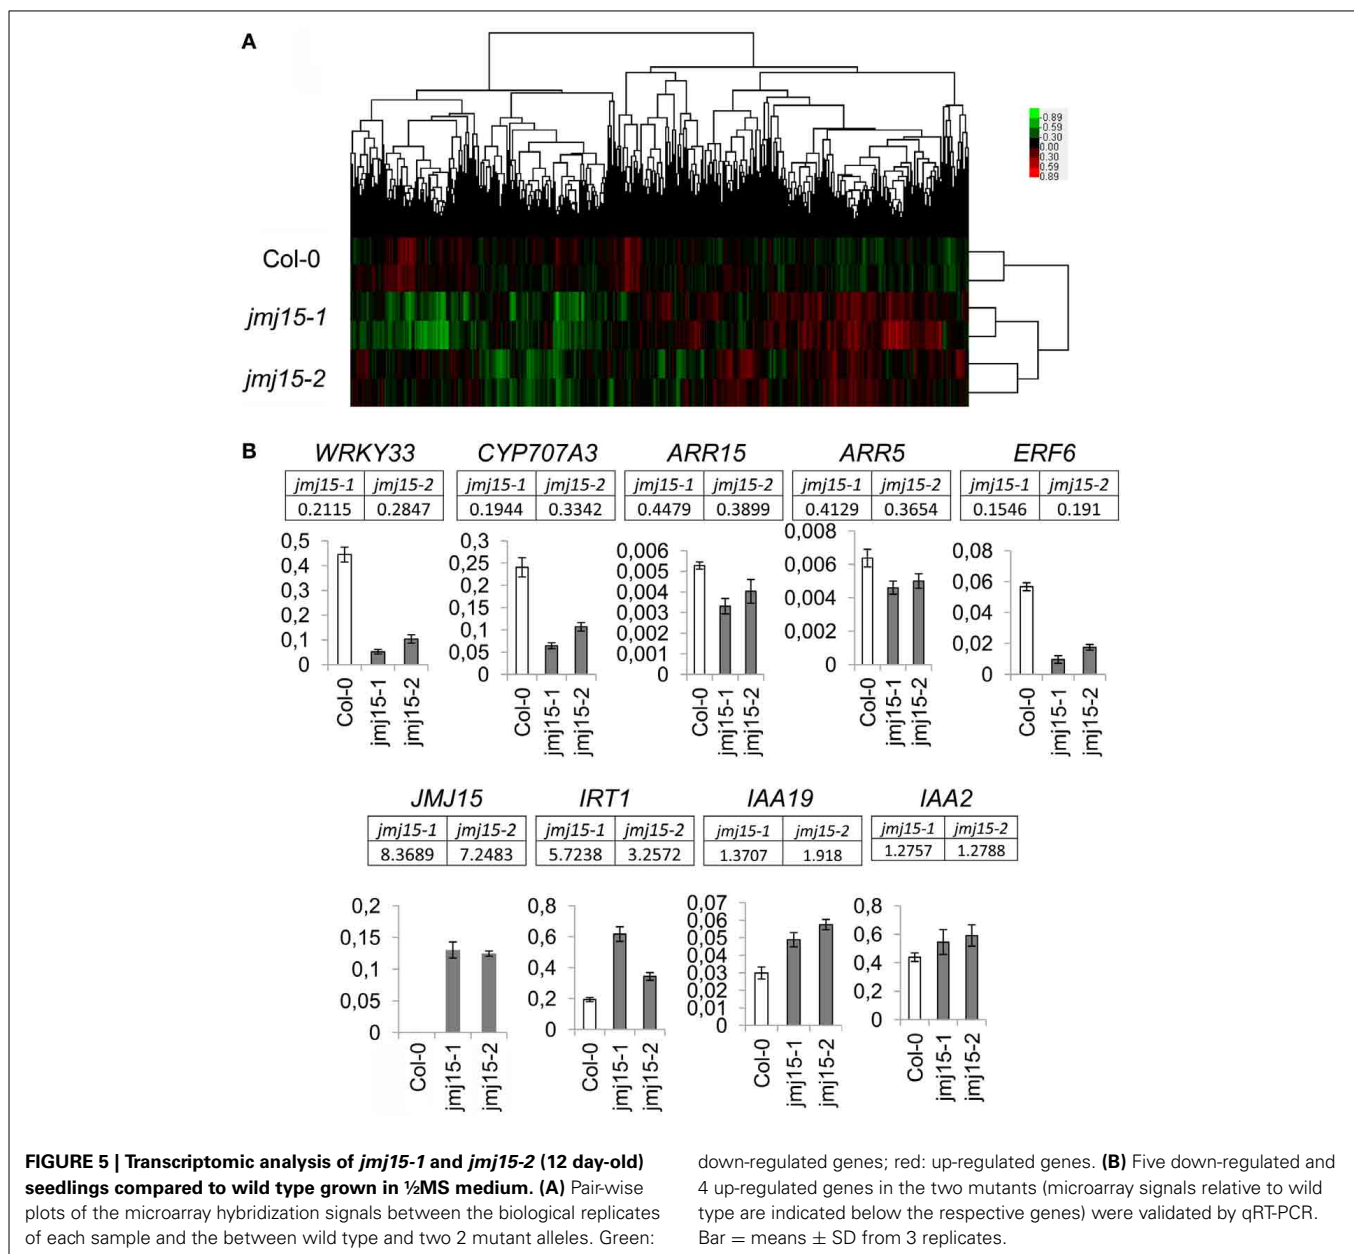 A
-0.89
-0.59
-0.30
0.00
0.30
0.59
0.89
Col-0
jmj15-1
jmj15-2
B
WRKY33 CYP707A3 ARR15 ARR5 ERF6
jmj15-1 jmj15-2 jmj15-1 jmj15-2 jmj15-1 jmj15-2 jmj15-1 jmj15-2 jmj15-1 jmj15-2
0.2115 0.2847 0.1944 0.3342 0.4479 0.3899 0.4129 0.3654 0.1546 0.191
0,5
0,4
0,3
0,2
0,1
0
Col-0
jmj15-1
jmj15-2
0,3
0,25
0,2
0,15
0,1
0,05
0
Col-0
jmj15-1
jmj15-2
0,006
0,005
0,004
0,003
0,002
0,001
0
Col-0
jmj15-1
jmj15-2
0,008
0,006
0,004
0,002
0
Col-0
jmj15-1
jmj15-2
0,08
0,06
0,04
0,02
0
Col-0
jmj15-1
jmj15-2
JMJ15 IRT1 IAA19 IAA2
jmj15-1 jmj15-2 jmj15-1 jmj15-2 jmj15-1 jmj15-2 jmj15-1 jmj15-2
8.3689 7.2483 5.7238 3.2572 1.3707 1.918 1.2757 1.2788
0,2
0,15
0,1
0,05
0
Col-0
jmj15-1
jmj15-2
0,8
0,6
0,4
0,2
0
Col-0
jmj15-1
jmj15-2
0,07
0,06
0,05
0,04
0,03
0,02
0,01
0
Col-0
jmj15-1
jmj15-2
0,8
0,6
0,4
0,2
0
Col-0
jmj15-1
jmj15-2
FIGURE 5 | Transcriptomic analysis of jmj15-1 and jmj15-2 (12 day-old)
seedlings compared to wild type grown in ½MS medium. (A) Pair-wise
plots of the microarray hybridization signals between the biological replicates
of each sample and the between wild type and two 2 mutant alleles. Green:
down-regulated genes; red: up-regulated genes. (B) Five down-regulated and
4 up-regulated genes in the two mutants (microarray signals relative to wild
type are indicated below the respective genes) were validated by qRT-PCR.
Bar = means ± SD from 3 replicates.